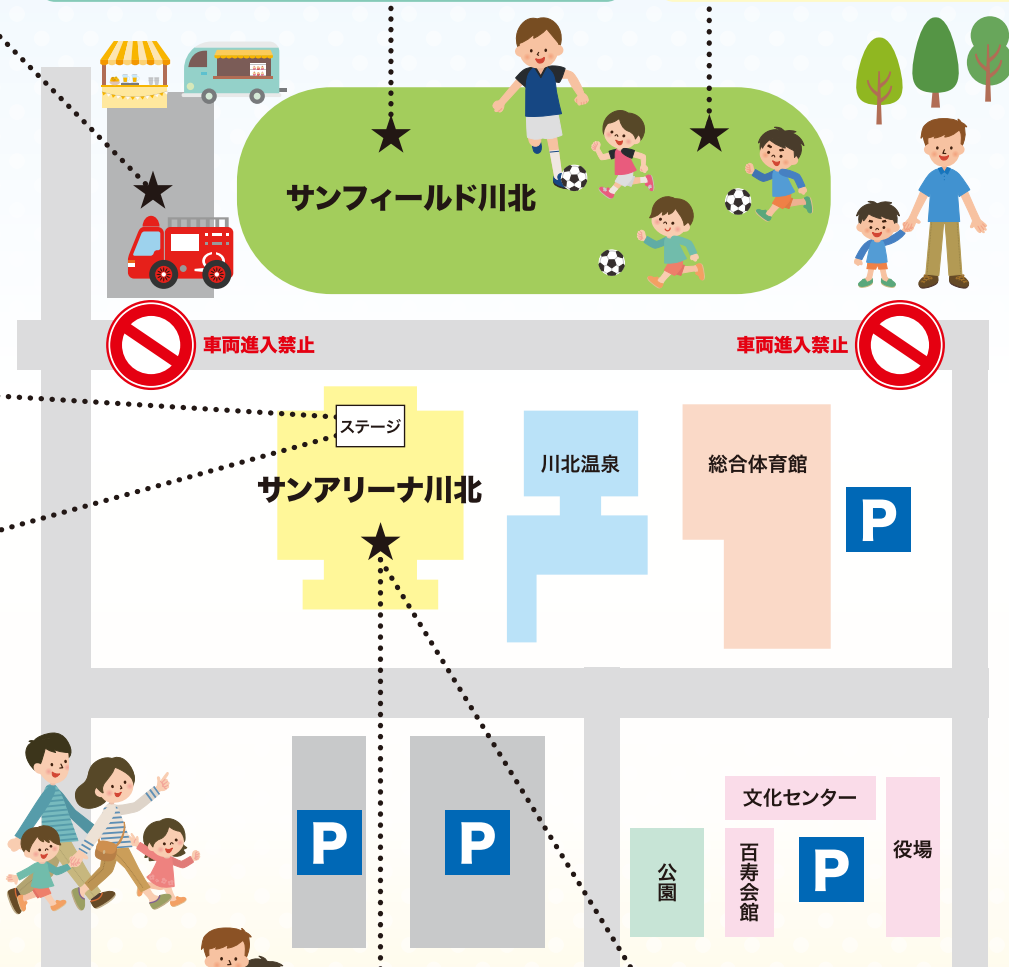 サンフィールド川北
車両進入禁止
車両進入禁止
ステージ
サンアリーナ川北
川北温泉
総合体育館
P
P
P
文化センター
公園
百寿会館
P
役場